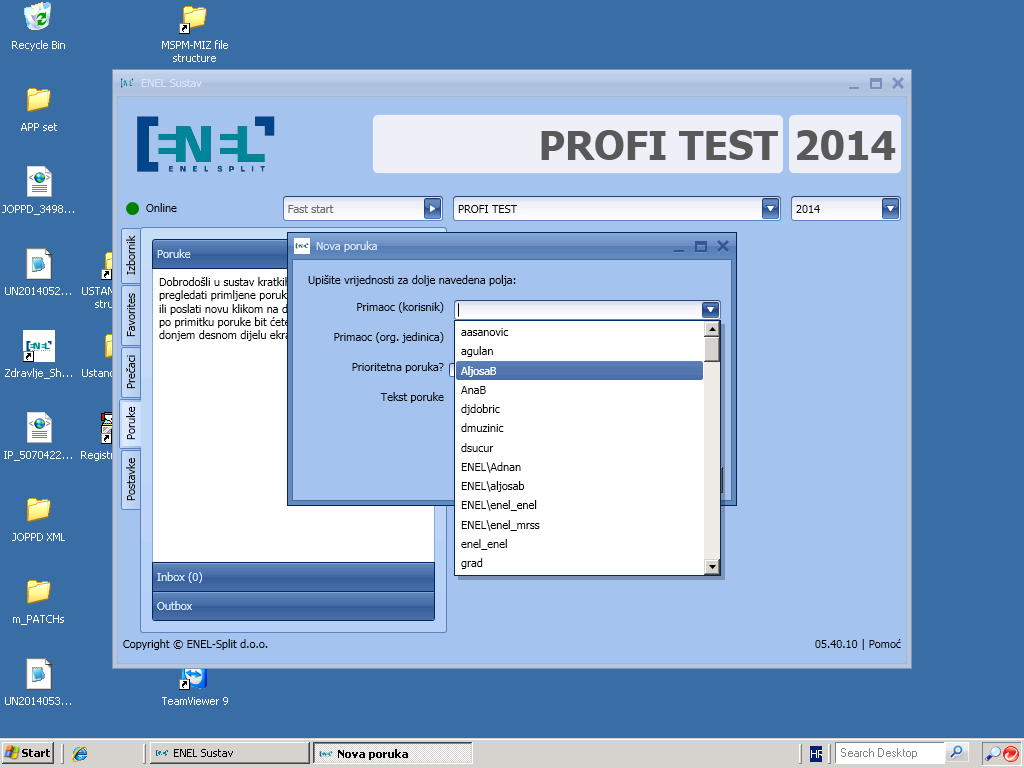 Recycle Bin
MSPM-MIZ file
structure
APP set
JOPPD_3498...
UN2014052...
Zdravlje_Sh...
Ustand
IP_5070422...
JOPPD XML
m_PATCHs
UN2014053...
TeamViewer 9
ENEL Sustav
ENEL
ENELSPLIT
PROFI TEST
2014
Online
Fast start
PROFI TEST
2014
Izbornik
Favorites
Prečaci
Poruke
Postavke
Poruke
Dobrodošli u sustav kratkih
pregledati primljene poruk
ili poslati novu klikom na d
po primitku poruke bit ćete
donjem desnom dijelu ekra
Inbox (0)
Outbox
Nova poruka
Upišite vrijednosti za dolje navedena polja:
Primaoc (korisnik)
Primaoc (org. jedinica)
Prioritetna poruka?
Tekst poruke
aasanovic
agulan
AljosaB
AnaB
djdobric
dmuzinic
dsucur
ENEL\Adnan
ENEL\aljosab
ENEL\enel_enel
ENEL\enel_mrss
enel_enel
grad
Copyright © ENEL-Split d.o.o.
05.40.10 | Pomoć
Start
ENEL Sustav
Nova poruka
HR
Search Desktop